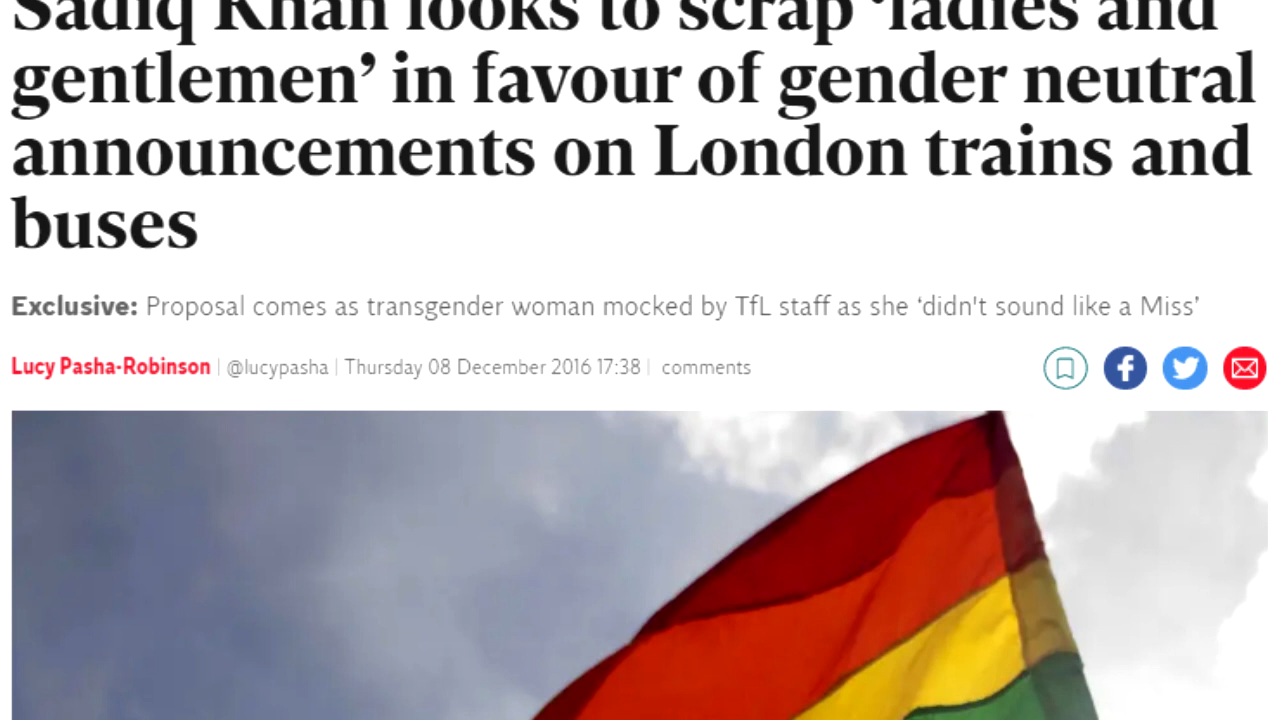 Sadiq Khan looks to scrap ‘ladies and
gentlemen’ in favour of gender neutral
announcements on London trains and
buses
Exclusive: Proposal comes as transgender woman mocked by TfL staff as she ‘didn't sound like a Miss’
Lucy Pasha-Robinson | @lucypasha | Thursday 08 December 2016 17:38 | comments